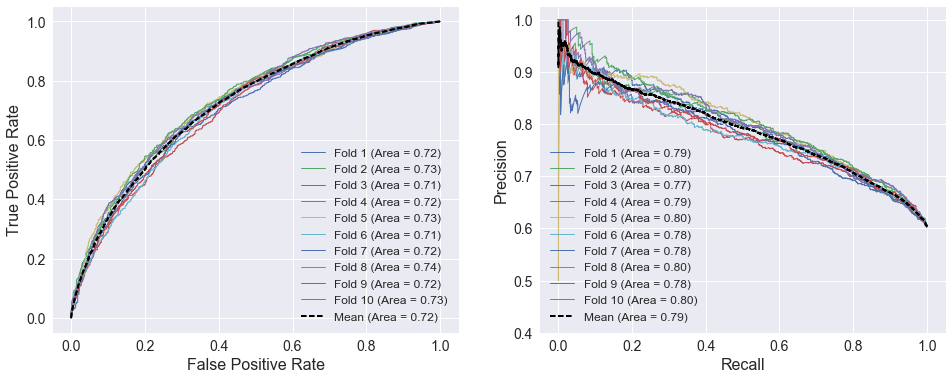 1.0
0.8
0.6
0.4
0.2
0.0
True Positive Rate
Fold 1 (Area = 0.72)
Fold 2 (Area = 0.73)
Fold 3 (Area = 0.71)
Fold 4 (Area = 0.72)
Fold 5 (Area = 0.73)
Fold 6 (Area = 0.71)
Fold 7 (Area = 0.72)
Fold 8 (Area = 0.74)
Fold 9 (Area = 0.72)
Fold 10 (Area = 0.73)
Mean (Area = 0.72)
0.0 0.2 0.4 0.6 0.8 1.0
False Positive Rate
1.0
0.9
0.8
0.7
0.6
0.5
0.4
Precision
Fold 1 (Area = 0.79)
Fold 2 (Area = 0.80)
Fold 3 (Area = 0.77)
Fold 4 (Area = 0.79)
Fold 5 (Area = 0.80)
Fold 6 (Area = 0.78)
Fold 7 (Area = 0.78)
Fold 8 (Area = 0.80)
Fold 9 (Area = 0.78)
Fold 10 (Area = 0.80)
Mean (Area = 0.79)
0.0 0.2 0.4 0.6 0.8 1.0
Recall